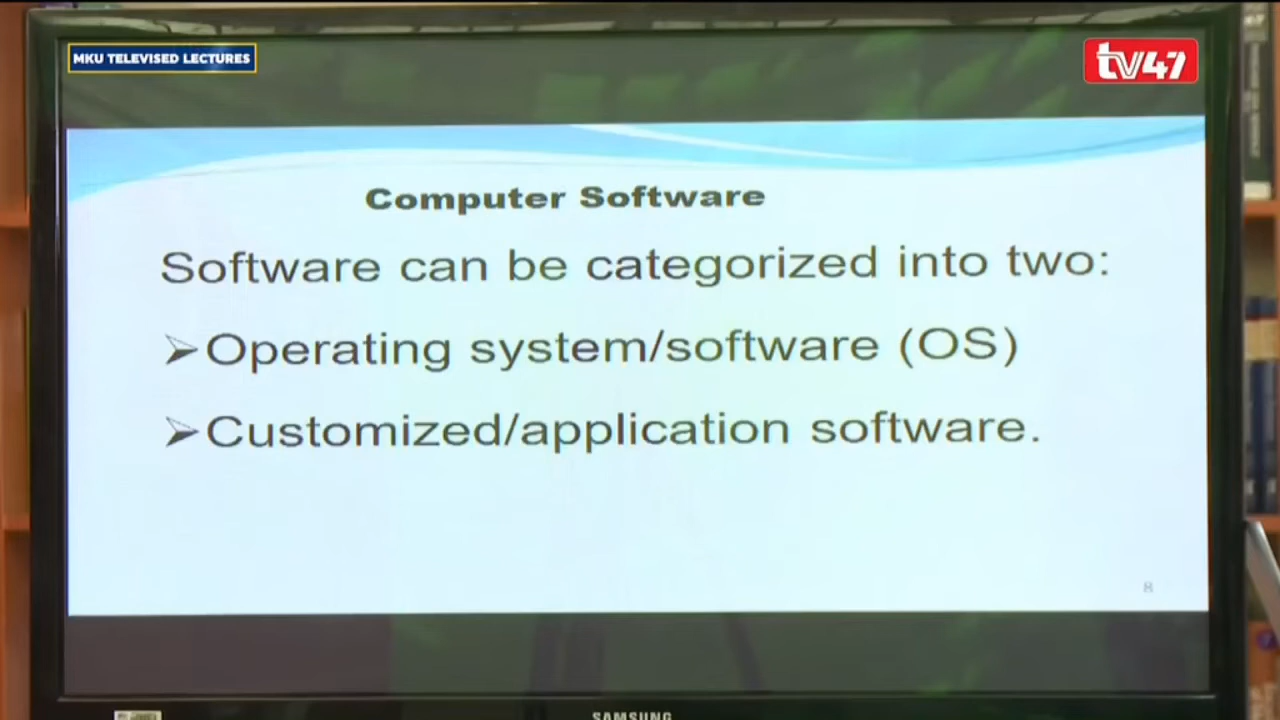 MKU TELEVISED LECTURES
tv47
Computer Software
Software can be categorized into two:
➢Operating system/software (OS)
➢Customized/application software.
8
SAMSUNG